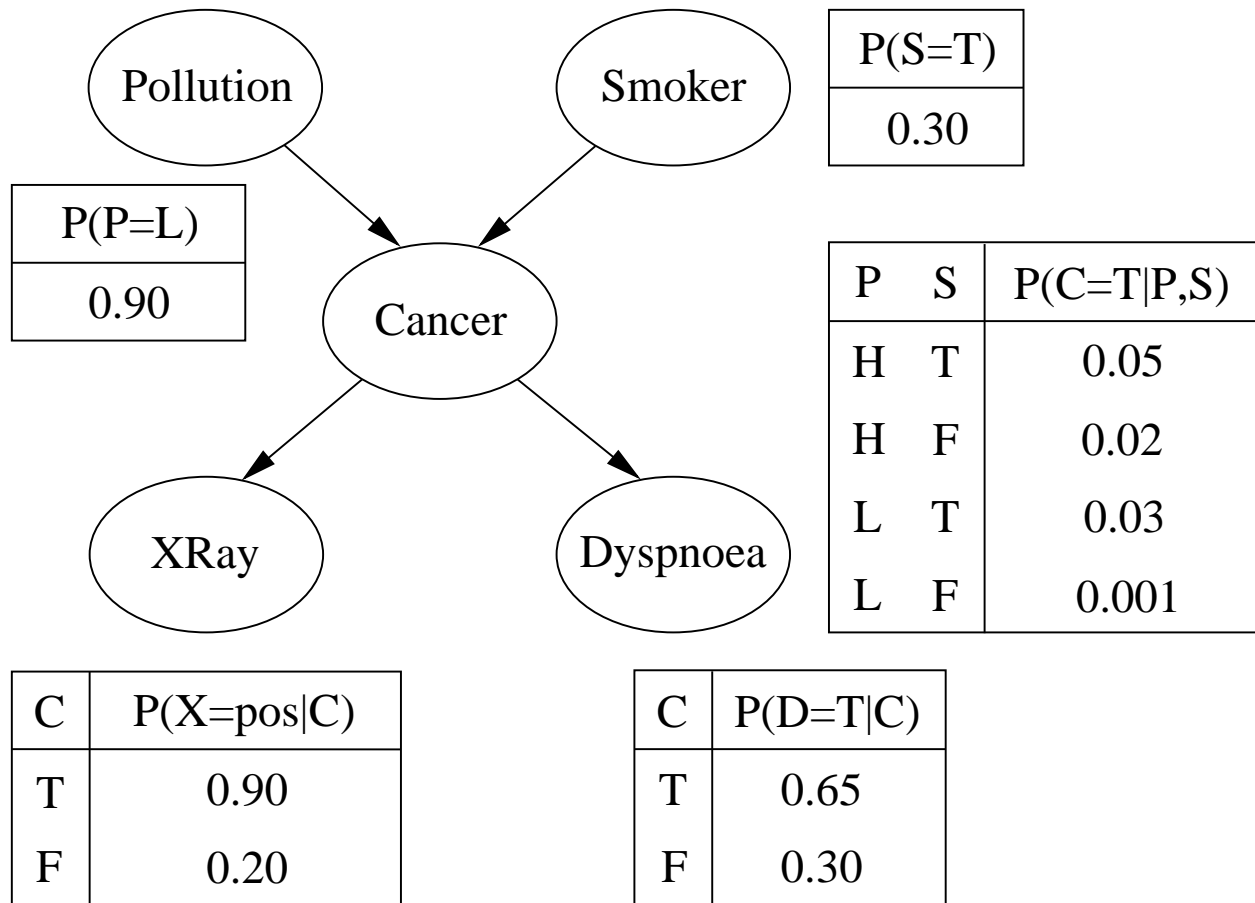 Pollution
Smoker
P(S=T)
0.30
P(P=L)
0.90
Cancer
P S P(C=T|P,S)
H T 0.05
H F 0.02
L T 0.03
L F 0.001
XRay
Dyspnoea
C P(X=pos|C)
T 0.90
F 0.20
C P(D=T|C)
T 0.65
F 0.30